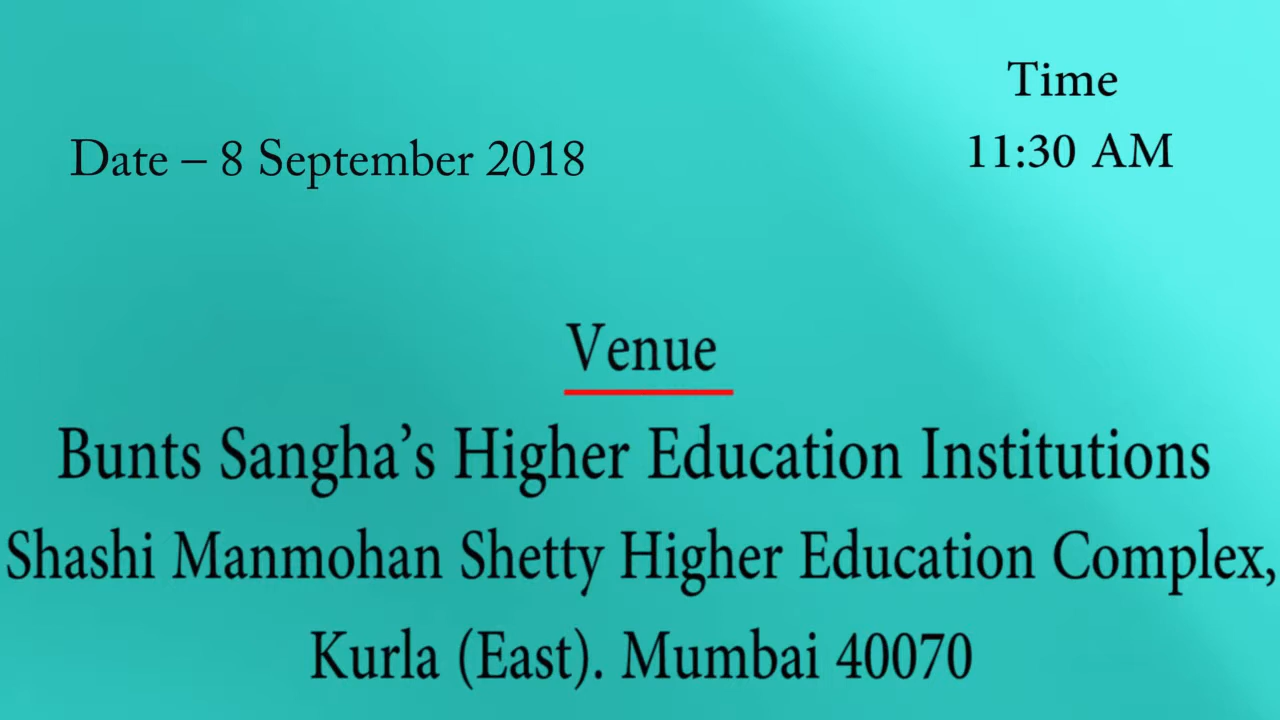 Time
11:30 AM
Date – 8 September 2018
Venue
Bunts Sangha’s Higher Education Institutions
Shashi Manmohan Shetty Higher Education Complex,
Kurla (East). Mumbai 40070